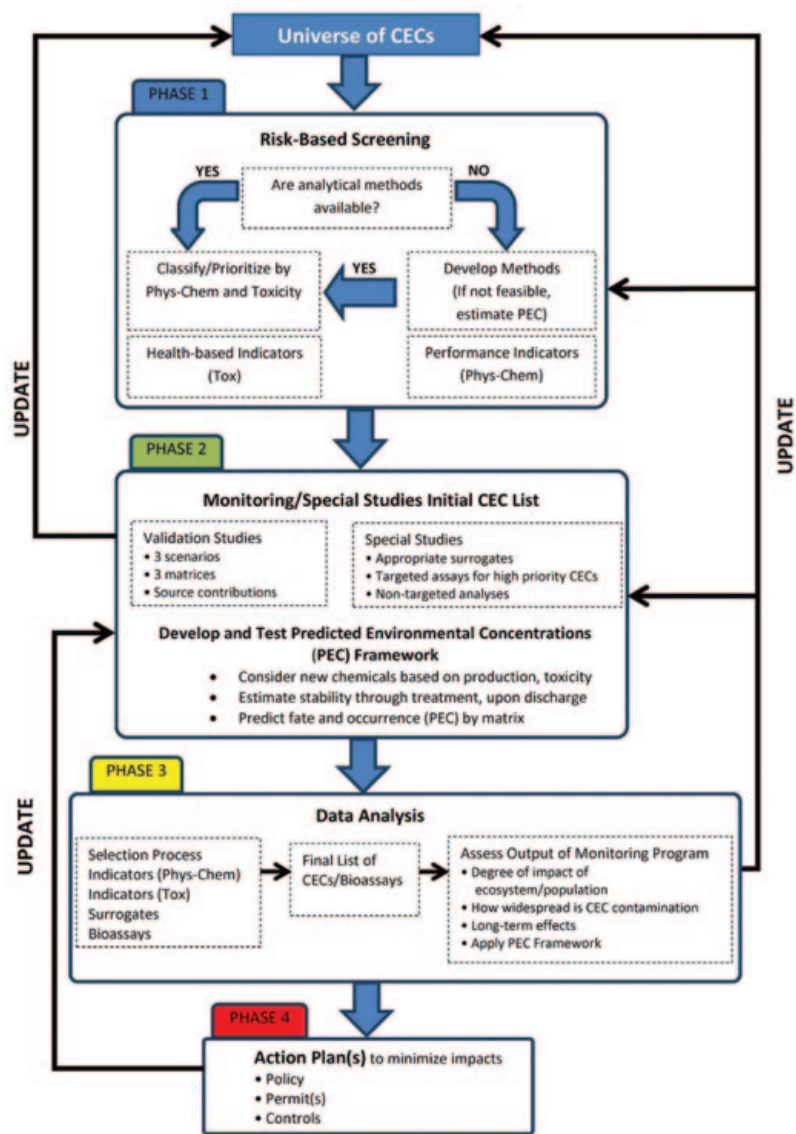 Universe of CECs
PHASE 1
Risk-Based Screening
YES
Are analytical methods
available?
NO
Classify/Prioritize by
Phys-Chem and Toxicity
YES
Develop Methods
(If not feasible,
estimate PEC)
Health-based Indicators
(Tox)
Performance Indicators
(Phys-Chem)
UPDATE
UPDATE
PHASE 2
Monitoring/Special Studies Initial CEC List
Validation Studies
• 3 scenarios
• 3 matrices
• Source contributions
Special Studies
• Appropriate surrogates
• Targeted assays for high priority CECs
• Non-targeted analyses
Develop and Test Predicted Environmental Concentrations
(PEC) Framework
• Consider new chemicals based on production, toxicity
• Estimate stability through treatment, upon discharge
• Predict fate and occurrence (PEC) by matrix
UPDATE
PHASE 3
Data Analysis
Selection Process
Indicators (Phys-Chem)
Indicators (Tox)
Surrogates
Bioassays
Final List of
CECs/Bioassays
Assess Output of Monitoring Program
• Degree of impact of
ecosystem/population
• How widespread is CEC contamination
• Long-term effects
• Apply PEC Framework
PHASE 4
Action Plan(s) to minimize impacts
• Policy
• Permit(s)
• Controls